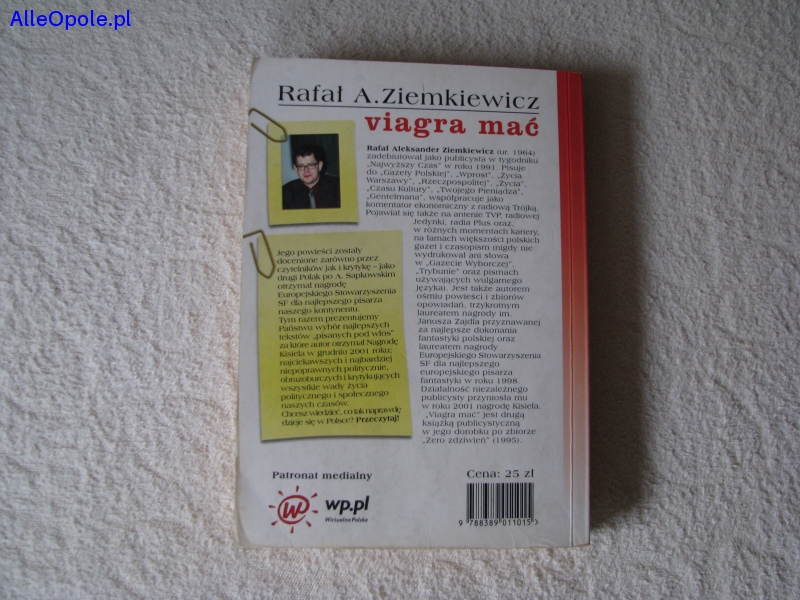 AlleOpole.pl
Rafał A.Ziemkiewicz
viagra mać
Rafał Aleksander Ziemkiewicz (ur. 1964)
zadebiutował jako publicysta w tygodniku
„Najwyższy Czas" w roku 1991. Pisuje
do „Gazety Polskiej", „Wprost", „Życia
Warszawy", „Rzeczpospolitej", „Życia",
„Czasu Kultury", „Twojego Pieniądza",
„Gentelmana", współpracuje jako
komentator ekonomiczny z radiową Trójką.
Pojawiał się także na antenie TVP, radiowej
Jedynki, radia Plus oraz,
w różnych momentach kariery,
na łamach większości polskich
gazet i czasopism (nigdy nie
wydrukował ani słowa
w „Gazecie Wyborczej",
„Trybunie" oraz pismach
używających wulgarnego
języka). Jest także autorem
ośmiu powieści i zbiorów
opowiadań, trzykrotnym
laureatem nagrody im.
Janusza Zajdla przyznawanej
za najlepsze dokonania
fantastyki polskiej oraz
laureatem nagrody
Europejskiego Stowarzyszenia
SF dla najlepszego
europejskiego pisarza
fantastyki w roku 1998.
Działalność niezależnego
publicysty przyniosła mu
w roku 2001 nagrodę Kisiela.
„Viagra mać" jest drugą
książką publicystyczną
w jego dorobku po zbiorze
„Zero zdziwień" (1995).
Jego powieści zostały
docenione zarówno przez
czytelników jak i krytykę – jako
drugi Polak po A. Sapkowskim
otrzymał nagrodę
Europejskiego Stowarzyszenia
SF dla najlepszego pisarza
naszego kontynentu.
Tym razem prezentujemy
Państwu wybór najlepszych
tekstów „pisanych pod włos"
za które autor otrzymał Nagrodę
Kisiela w grudniu 2001 roku;
najciekawszych i najbardziej
niepoprawnych politycznie,
obrazoburczych i krytykujących
wszystkie wady życia
politycznego i społecznego
naszych czasów.
Chcesz wiedzieć, co tak naprawdę
dzieje się w Polsce? Przeczytaj!
Patronat medialny
wp.pl
Wirtualna Polska
Cena: 25 zł
9 788389 011015 >